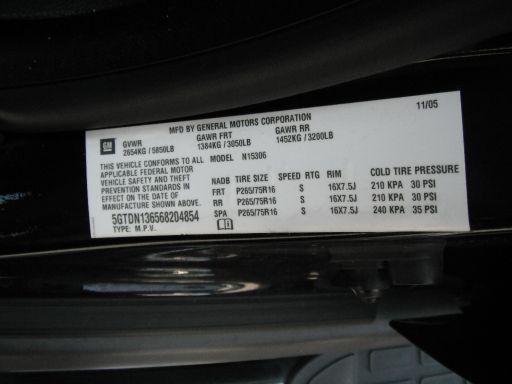 MFD BY GENERAL MOTORS CORPORATION 11/05
GM GVWR GAWR FRT GAWR RR
2654KG / 5850LB 1384KG / 3050LB 1452KG / 3200LB
THIS VEHICLE CONFORMS TO ALL MODEL N15306
APPLICABLE FEDERAL MOTOR
VEHICLE SAFETY AND THEFT
PREVENTION STANDARDS IN
EFFECT ON THE DATE OF
MANUFACTURE SHOWN ABOVE.
5GTDN136568204854
TYPE: M.P.V.
NADB TIRE SIZE SPEED RTG RIM COLD TIRE PRESSURE
FRT P265/75R16 S 16X7.5J 210 KPA 30 PSI
RR P265/75R16 S 16X7.5J 210 KPA 30 PSI
SPA P265/75R16 S 16X7.5J 240 KPA 35 PSI